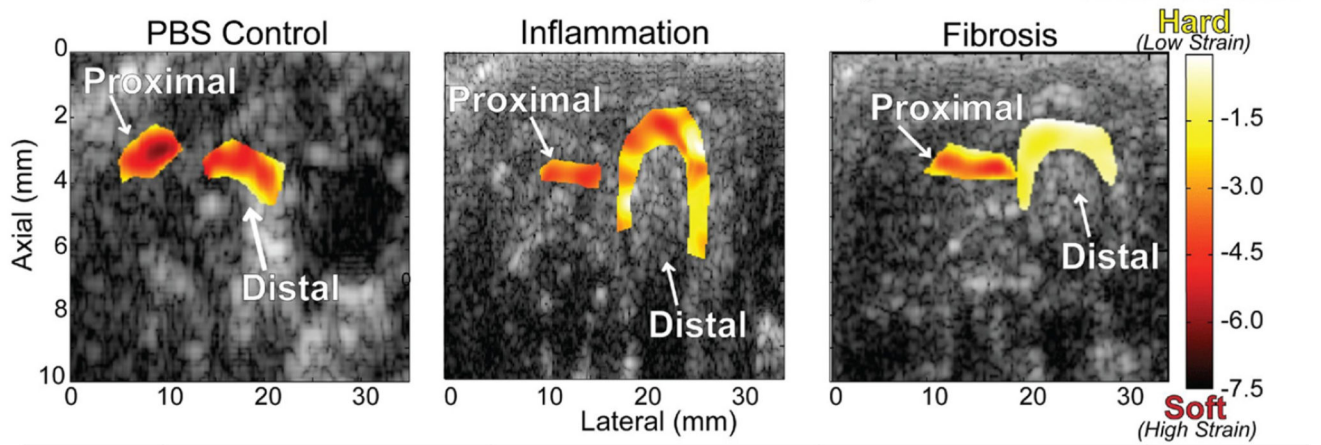 PBS Control
Inflammation
Fibrosis
Hard
(Low Strain)
Proximal
Distal
Proximal
Distal
Proximal
Distal
Axial (mm)
0
2
4
6
8
10
0
10
20
30
0
10
20
30
0
10
20
30
Lateral (mm)
0
-1.5
-3.0
-4.5
-6.0
-7.5
Soft
(High Strain)